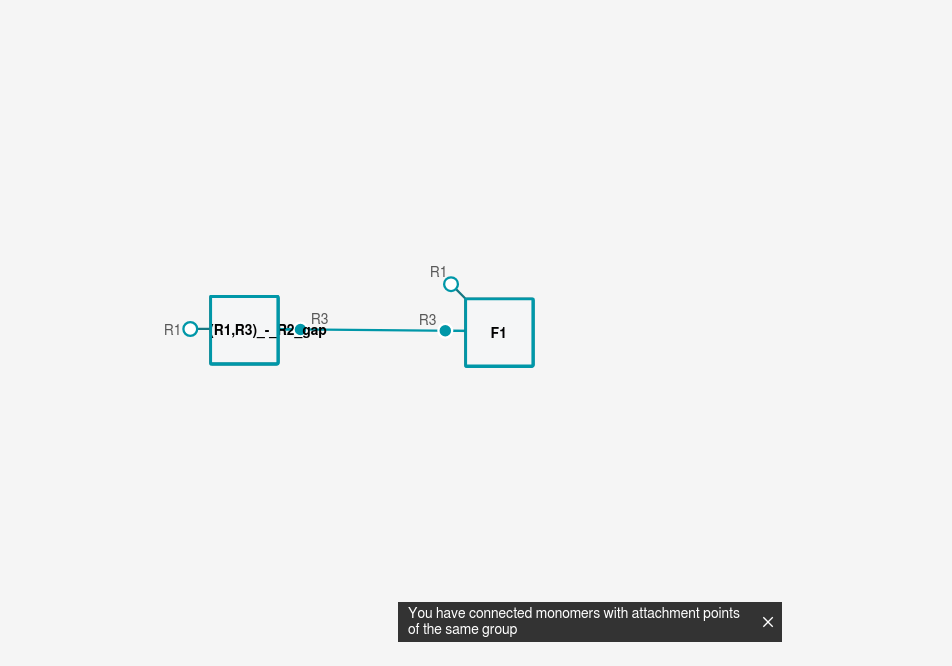 R1
R3
R1
(R1,R3)_-_R2_gap
R3
F1
You have connected monomers with attachment points
of the same group